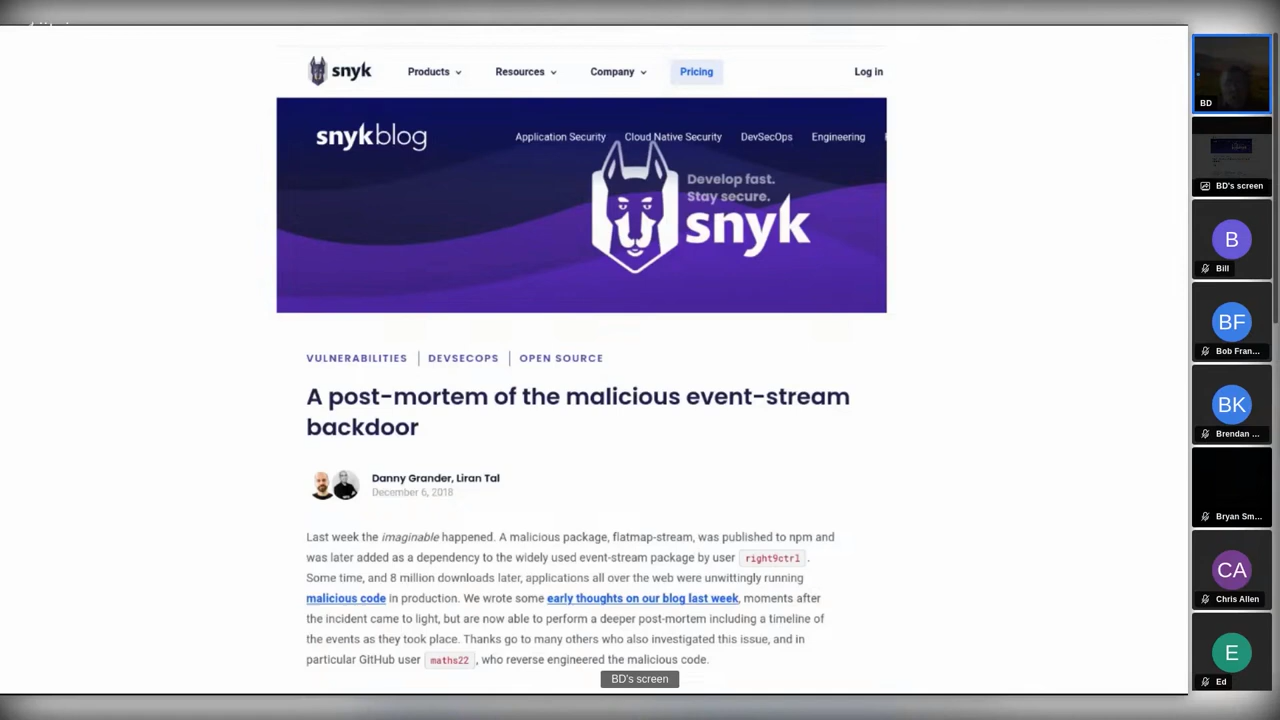 snyk Products Resources Company Pricing Log in
snykblog Application Security Cloud Native Security DevSecOps Engineering
Develop fast.
Stay secure.
snyk
VULNERABILITIES DEVSECOPS OPEN SOURCE
A post-mortem of the malicious event-stream
backdoor
Danny Grander, Liran Tal
December 6, 2018
Last week the imaginable happened. A malicious package, flatmap-stream, was published to npm and
was later added as a dependency to the widely used event-stream package by user right9ctrl .
Some time, and 8 million downloads later, applications all over the web were unwittingly running
malicious code in production. We wrote some early thoughts on our blog last week, moments after
the incident came to light, but are now able to perform a deeper post-mortem including a timeline of
the events as they took place. Thanks go to many others who also investigated this issue, and in
particular GitHub user maths22 , who reverse engineered the malicious code.
BD's screen
BD
BD's screen
B
Bill
BF
Bob Fran...
BK
Brendan ...
Bryan Sm...
CA
Chris Allen
E
Ed